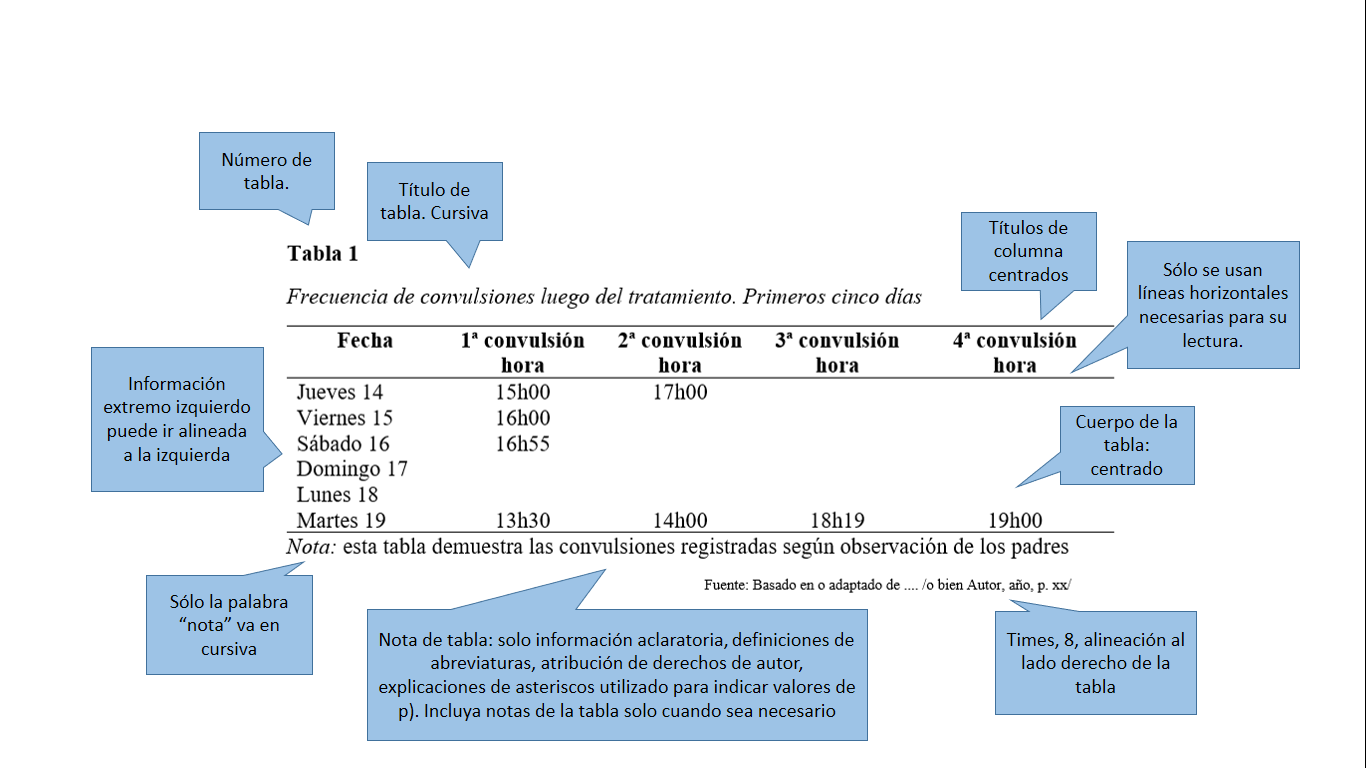 Número de
tabla.
Título de
tabla. Cursiva
Títulos de
columna
centrados
Sólo se usan
líneas horizontales
necesarias para su
lectura.
Tabla 1
Frecuencia de convulsiones luego del tratamiento. Primeros cinco días
Fecha 1ª convulsión hora 2ª convulsión hora 3ª convulsión hora 4ª convulsión hora
Jueves 14 15h00 17h00
Viernes 15 16h00
Sábado 16 16h55
Domingo 17
Lunes 18
Martes 19 13h30 14h00 18h19 19h00
Nota: esta tabla demuestra las convulsiones registradas según observación de los padres
Fuente: Basado en o adaptado de .... /o bien Autor, año, p. xx/
Información
extremo izquierdo
puede ir alineada
a la izquierda
Cuerpo de la
tabla:
centrado
Sólo la palabra
“nota” va en
cursiva
Nota de tabla: solo información aclaratoria, definiciones de
abreviaturas, atribución de derechos de autor,
explicaciones de asteriscos utilizado para indicar valores de
p). Incluya notas de la tabla solo cuando sea necesario
Times, 8, alineación al
lado derecho de la
tabla